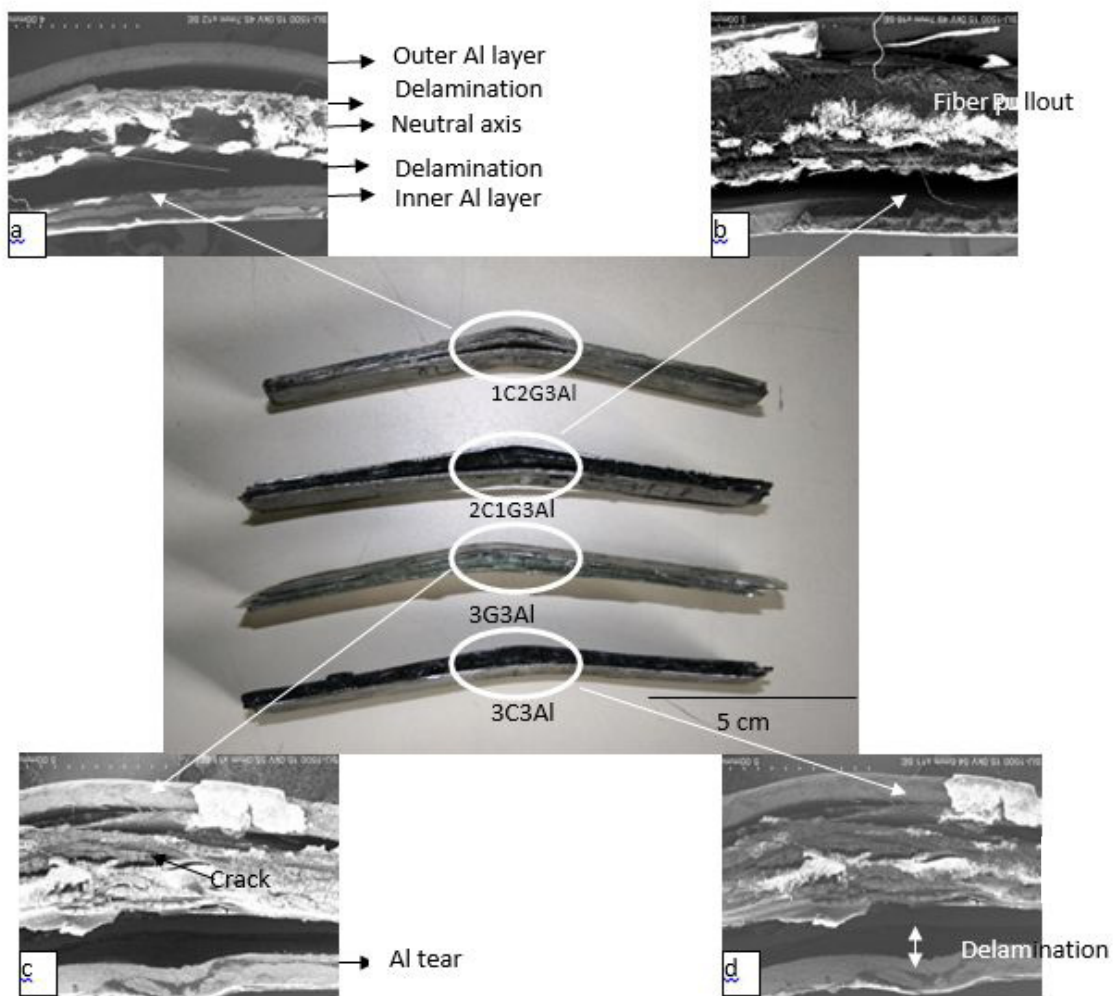 Outer Al layer
Delamination
Neutral axis
Delamination
Inner Al layer
a
Fiber Pullout
b
1C2G3Al
2C1G3Al
3G3Al
3C3Al
5 cm
Crack
Al tear
c
Delamination
d